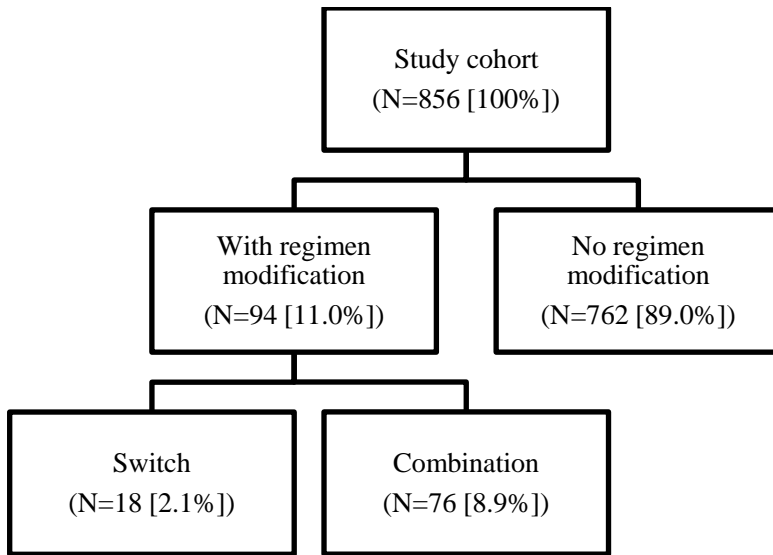 Study cohort
(N=856 [100%])
With regimen
modification
(N=94 [11.0%])
No regimen
modification
(N=762 [89.0%])
Switch
(N=18 [2.1%])
Combination
(N=76 [8.9%])